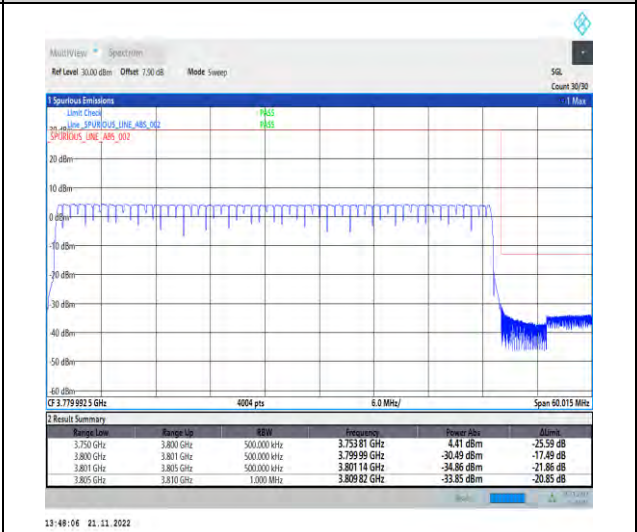 MultiView Spectrum
Ref Level 30.00 dBm Offset 7.90 dB Mode Sweep SGL
Count 30/30
1 Spurious Emissions 1 Max
Limit Check PASS
Line _SPURIOUS_LINE_ABS_002 PASS
_SPURIOUS_LINE_ABS_002
20 dBm
10 dBm
0 dBm
-10 dBm
-20 dBm
-30 dBm
-40 dBm
-50 dBm
-60 dBm
CF 3.779 992 5 GHz 4004 pts 6.0 MHz/ Span 60.015 MHz
2 Result Summary
Range Low Range Up RBW Frequency Power Abs ΔLimit
3.750 GHz 3.800 GHz 500.000 kHz 3.753 81 GHz 4.41 dBm -25.59 dB
3.800 GHz 3.801 GHz 500.000 kHz 3.799 99 GHz -30.49 dBm -17.49 dB
3.801 GHz 3.805 GHz 500.000 kHz 3.801 14 GHz -34.86 dBm -21.86 dB
3.805 GHz 3.810 GHz 1.000 MHz 3.809 82 GHz -33.85 dBm -20.85 dB
13:48:06 21.11.2022